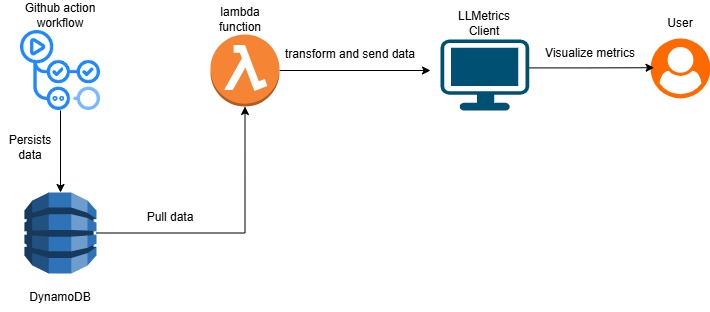 Github action
workflow
lambda
function
LLMetrics
Client
User
transform and send data
Visualize metrics
Persists
data
Pull data
DynamoDB